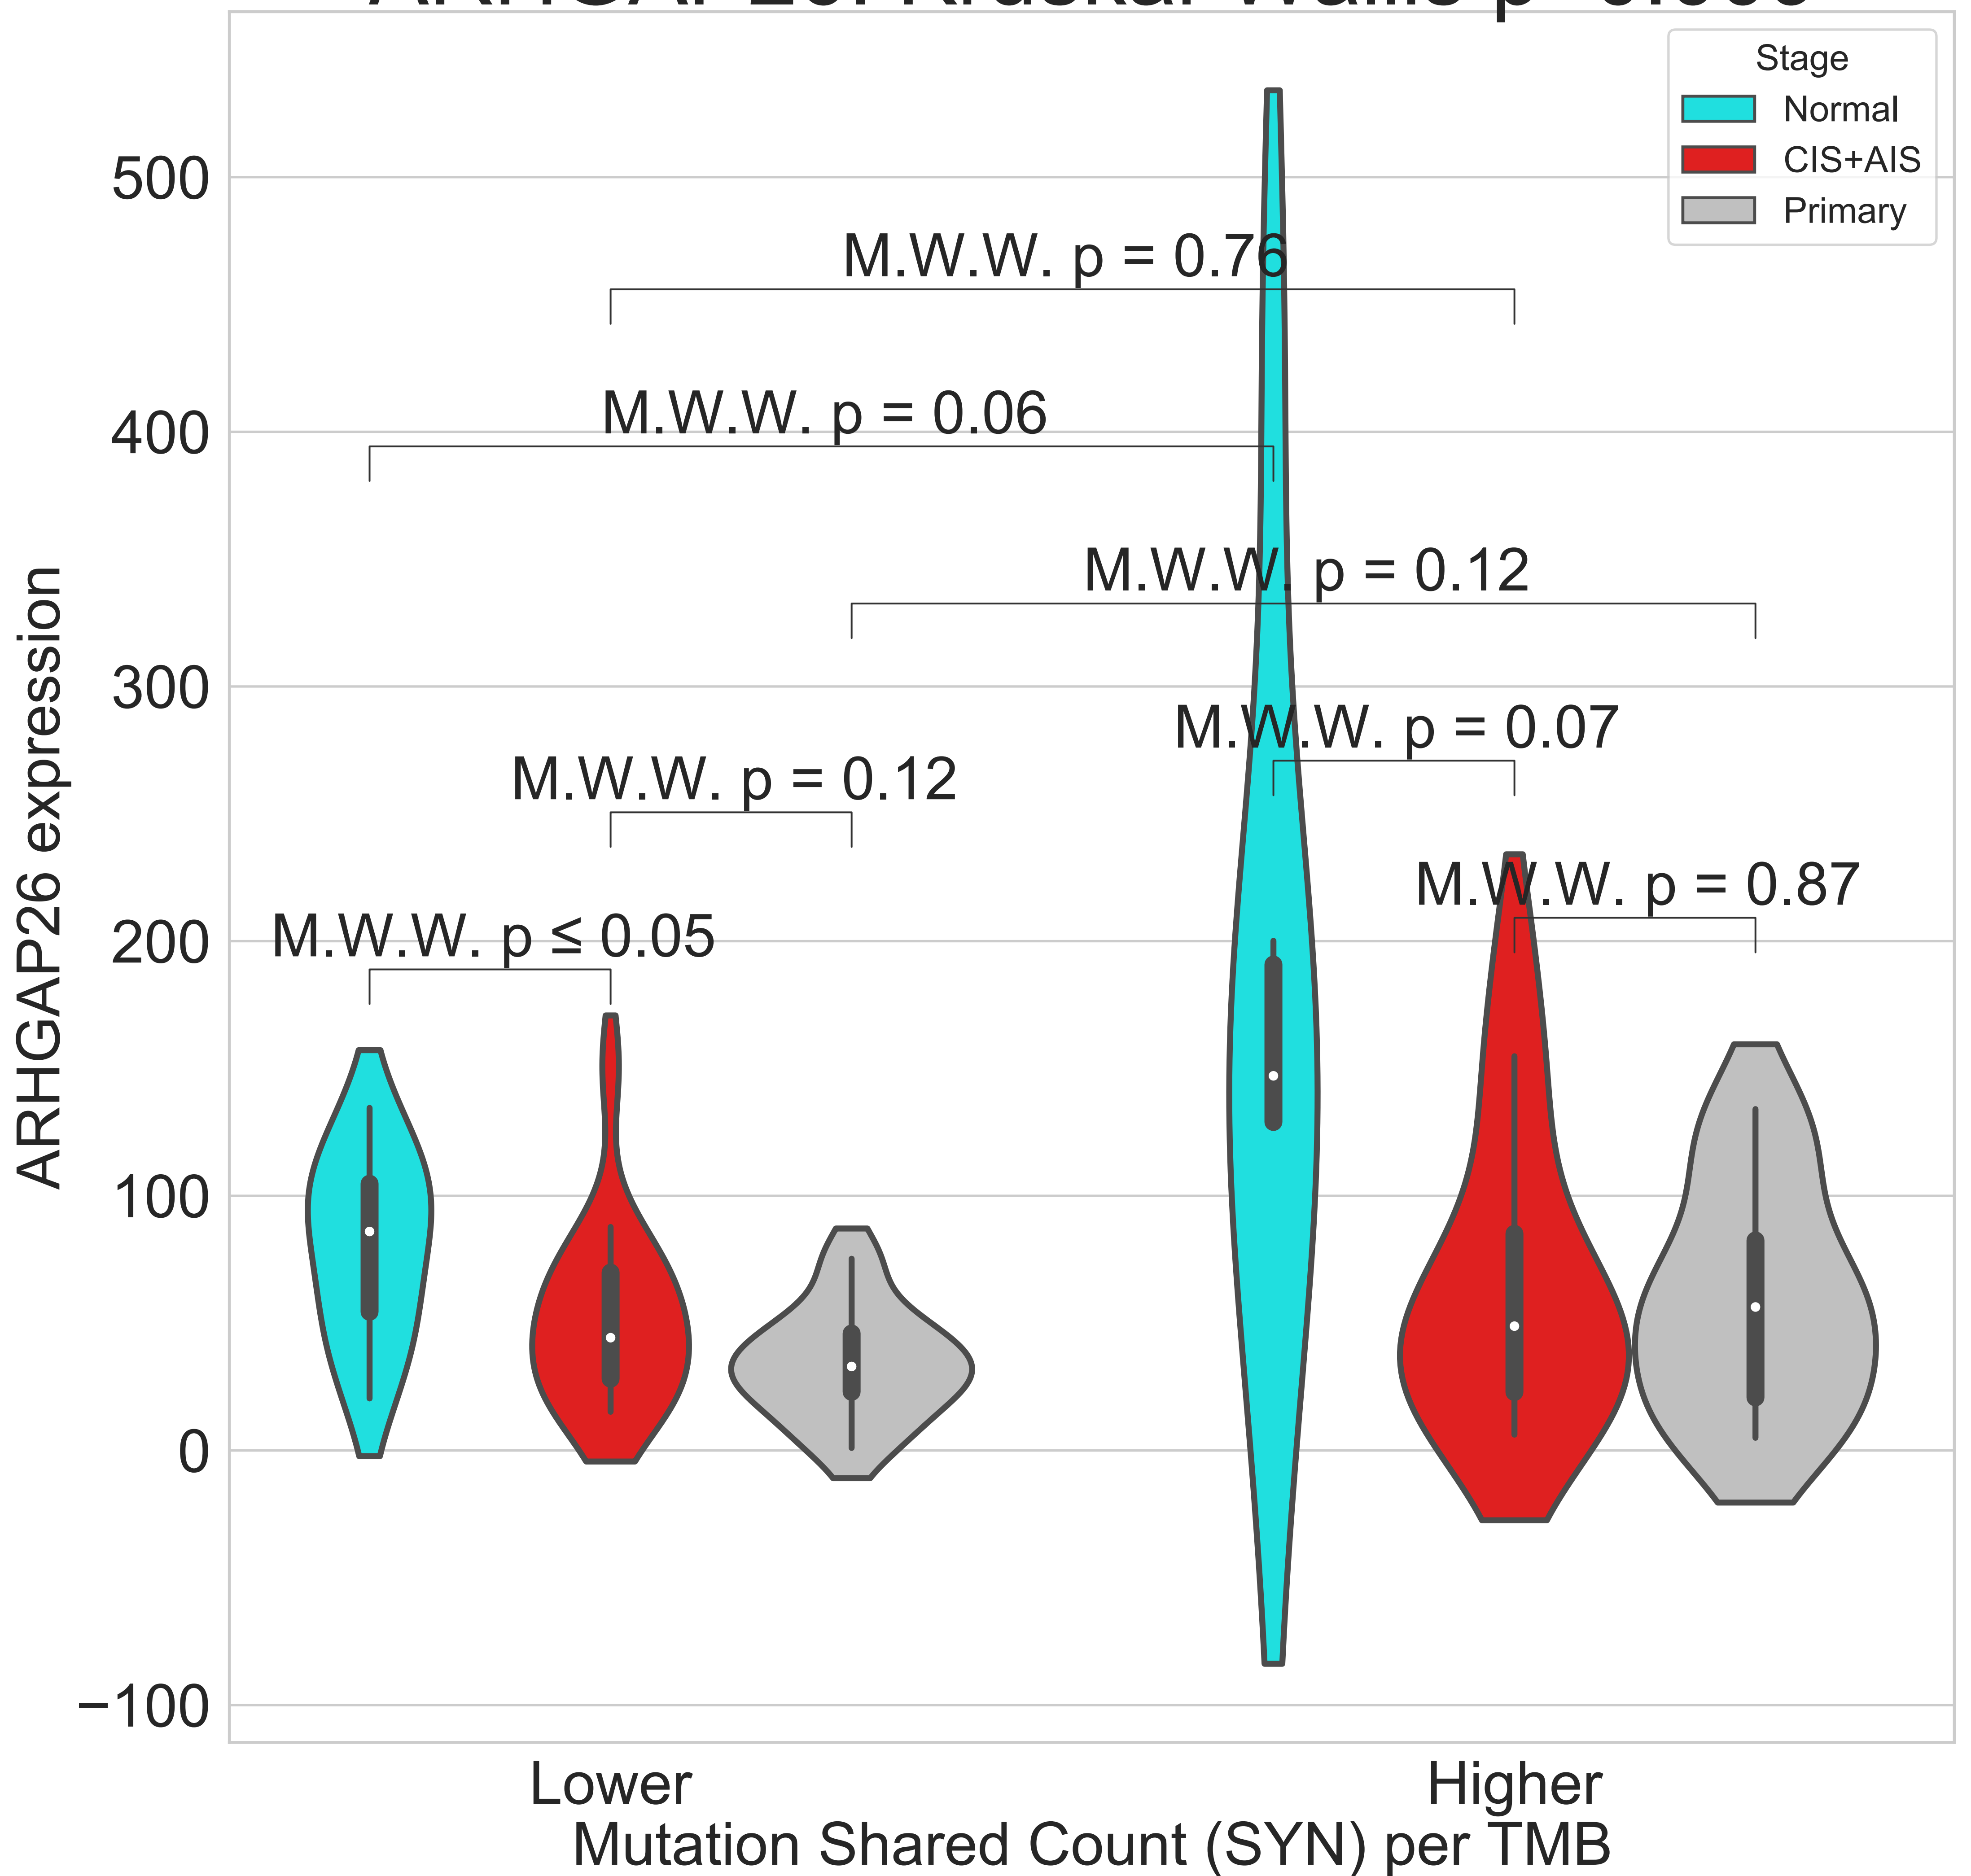 Stage
Normal
CIS+AIS
Primary
500
400
300
200
100
0
−100
ARHGAP26 expression
M.W.W. p = 0.76
M.W.W. p = 0.06
M.W.W. p = 0.12
M.W.W. p = 0.07
M.W.W. p = 0.12
M.W.W. p = 0.87
M.W.W. p ≤ 0.05
Lower
Higher
Mutation Shared Count (SYN) per TMB